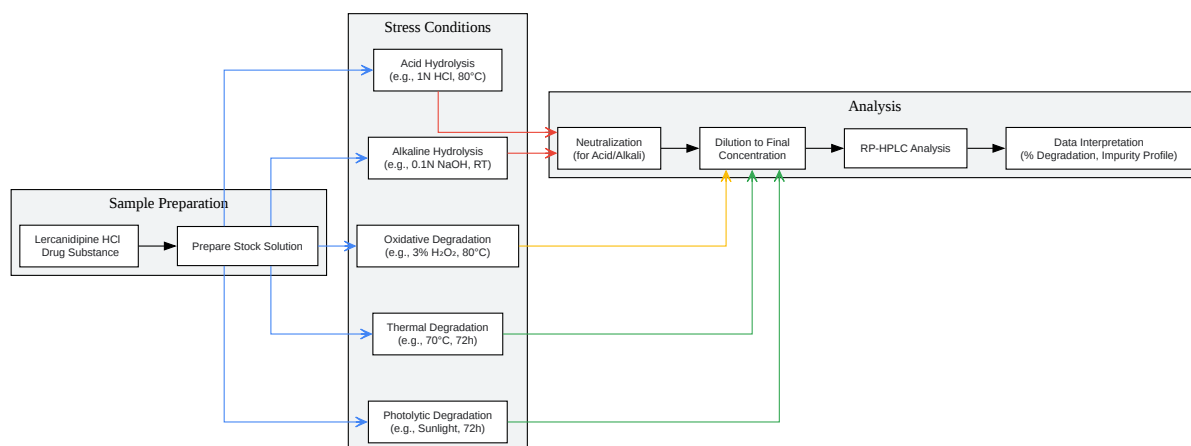 Stress Conditions
Acid Hydrolysis
(e.g., 1N HCl, 80°C)
Alkaline Hydrolysis
(e.g., 0.1N NaOH, RT)
Oxidative Degradation
(e.g., 3% H₂O₂, 80°C)
Thermal Degradation
(e.g., 70°C, 72h)
Photolytic Degradation
(e.g., Sunlight, 72h)
Sample Preparation
Lercanidipine HCl
Drug Substance
Prepare Stock Solution
Analysis
Neutralization
(for Acid/Alkali)
Dilution to Final
Concentration
RP-HPLC Analysis
Data Interpretation
(% Degradation, Impurity Profile)